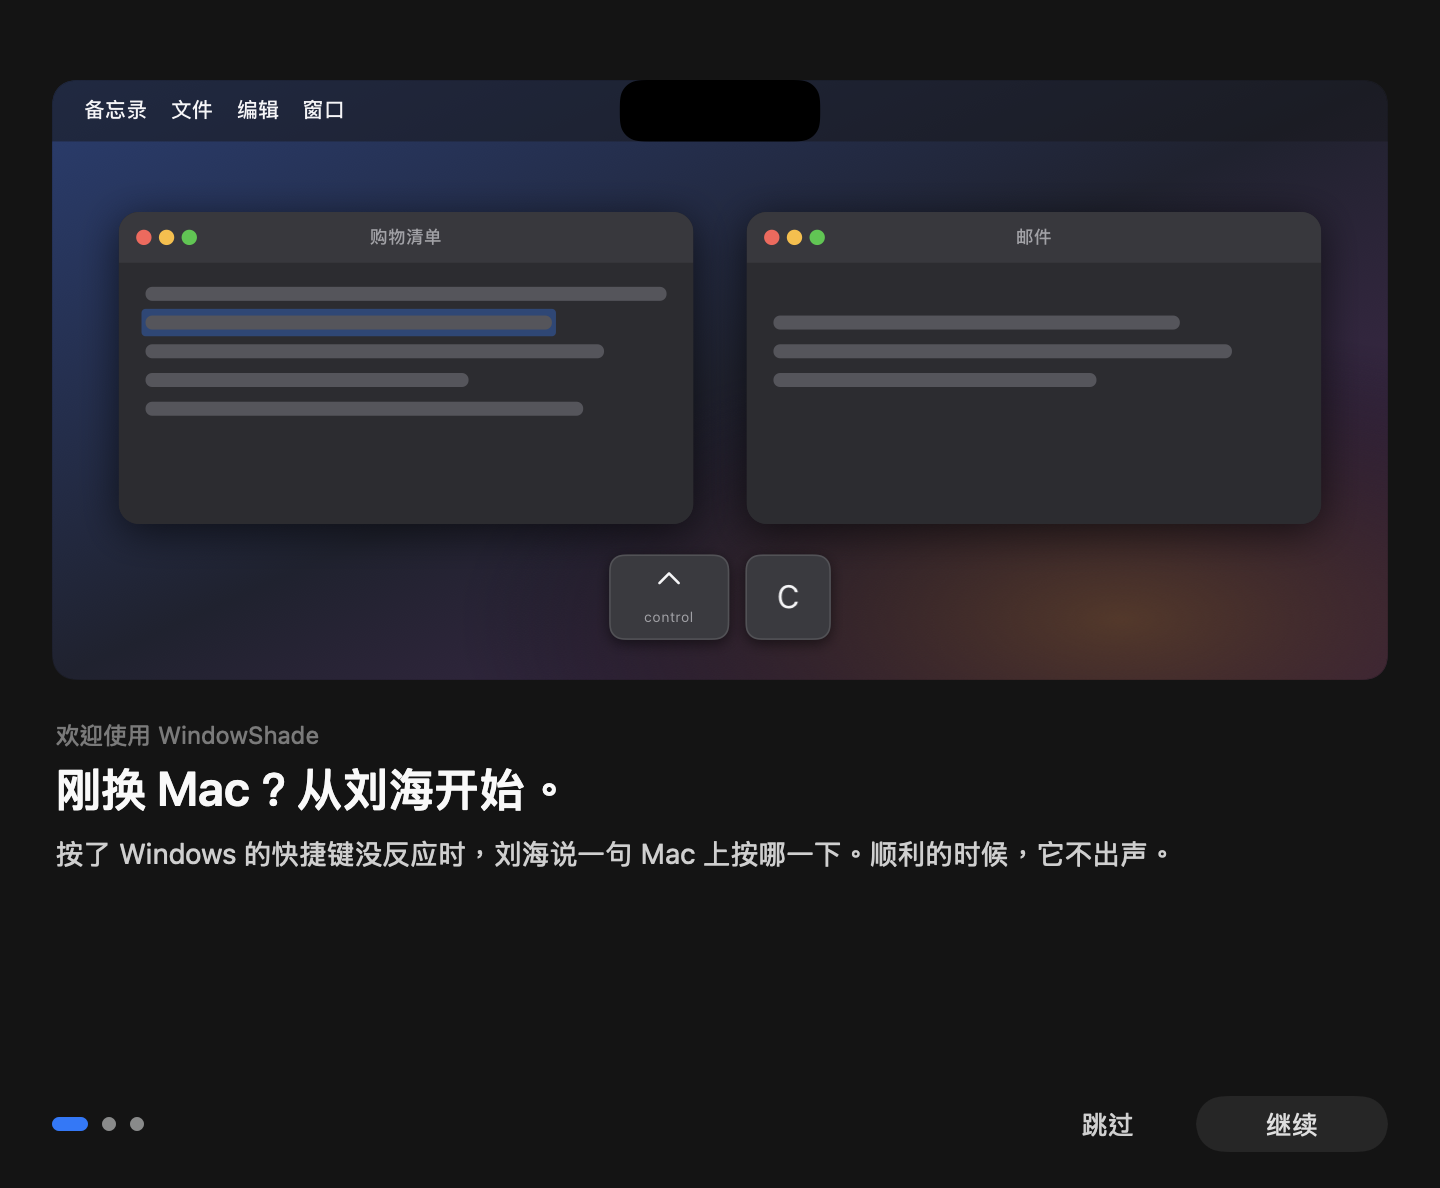 备忘录 文件 编辑 窗口
购物清单
邮件
control
C
欢迎使用 WindowShade
刚换 Mac？从刘海开始。
按了 Windows 的快捷键没反应时，刘海说一句 Mac 上按哪一下。顺利的时候，它不出声。
跳过
继续